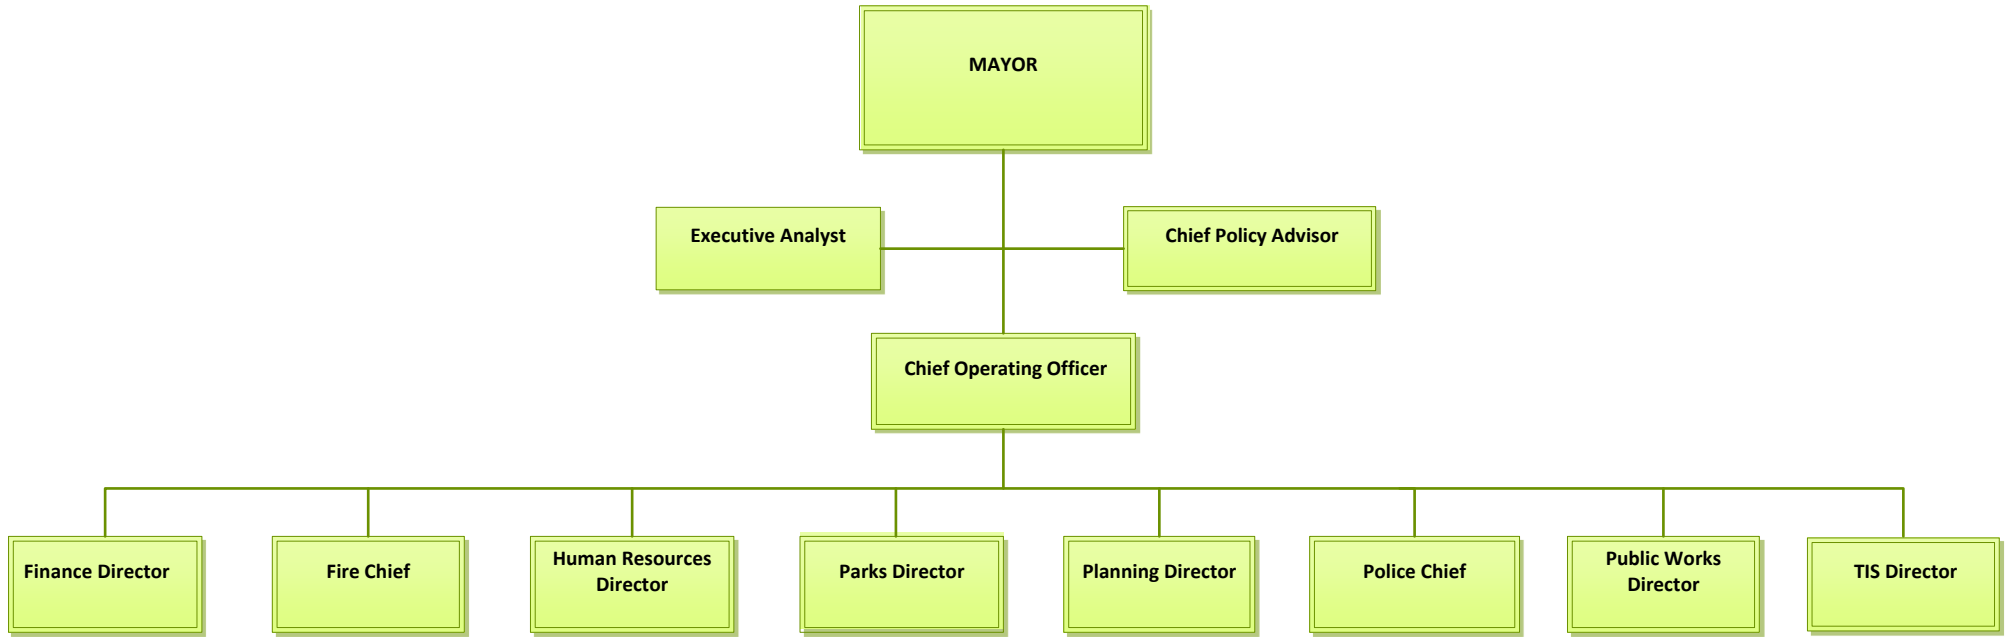 MAYOR
Executive Analyst
Chief Policy Advisor
Chief Operating Officer
Finance Director
Fire Chief
Human Resources
Director
Parks Director
Planning Director
Police Chief
Public Works
Director
TIS Director